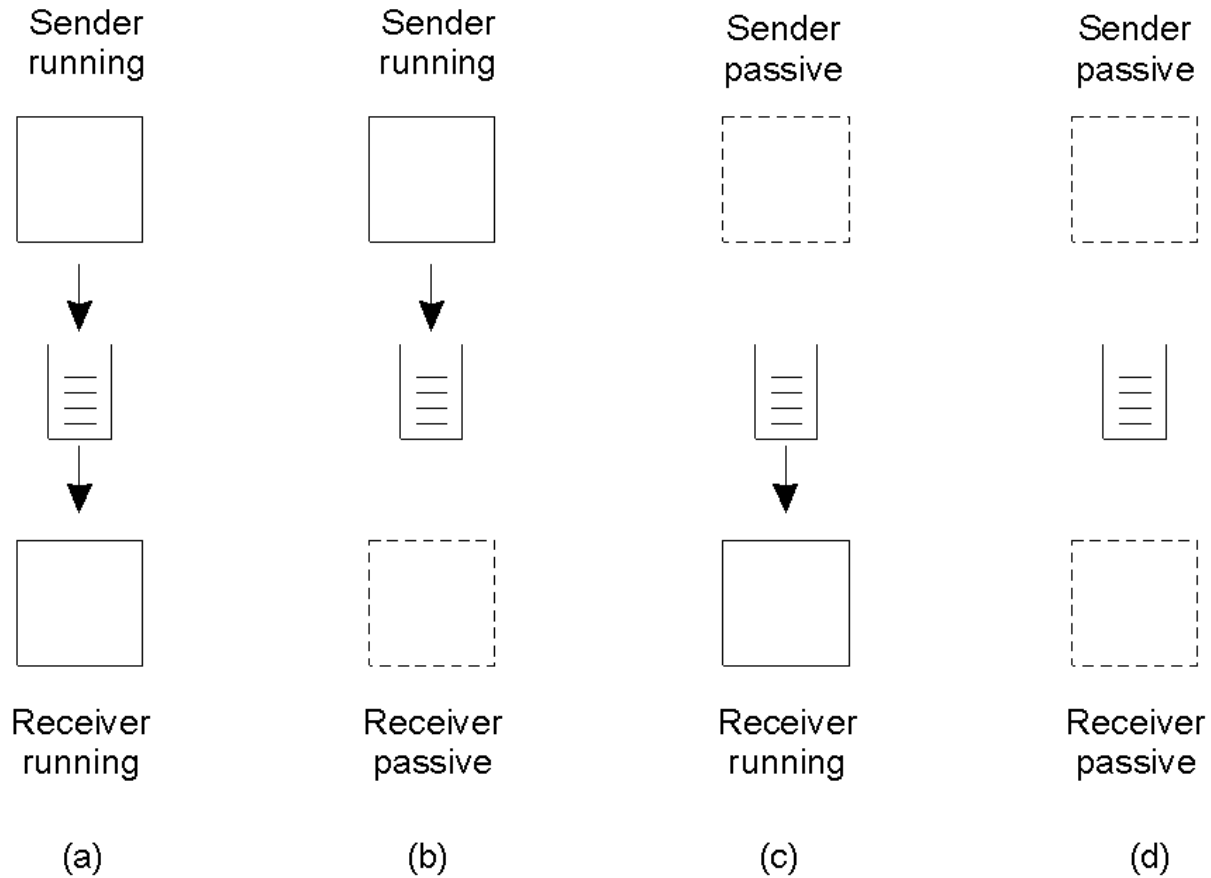 Sender
running
Sender
running
Sender
passive
Sender
passive
Receiver
running
Receiver
passive
Receiver
running
Receiver
passive
(a)
(b)
(c)
(d)